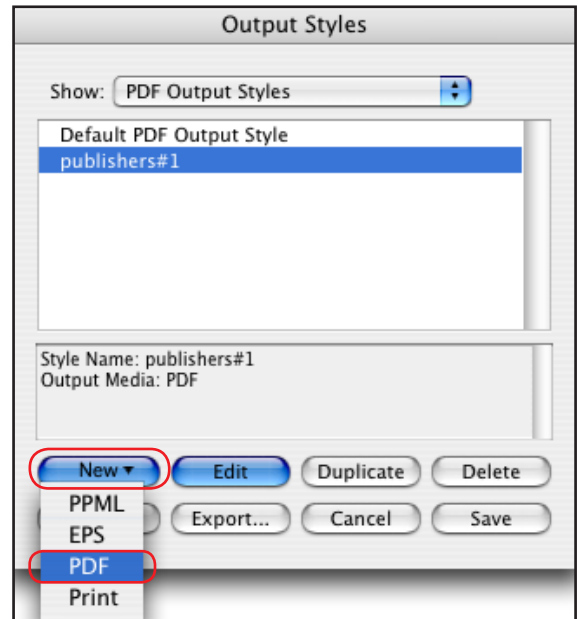 Output Styles
Show: PDF Output Styles
Default PDF Output Style
publishers#1
Style Name: publishers#1
Output Media: PDF
New Edit Duplicate Delete
PPML Export... Cancel Save
EPS
PDF
Print